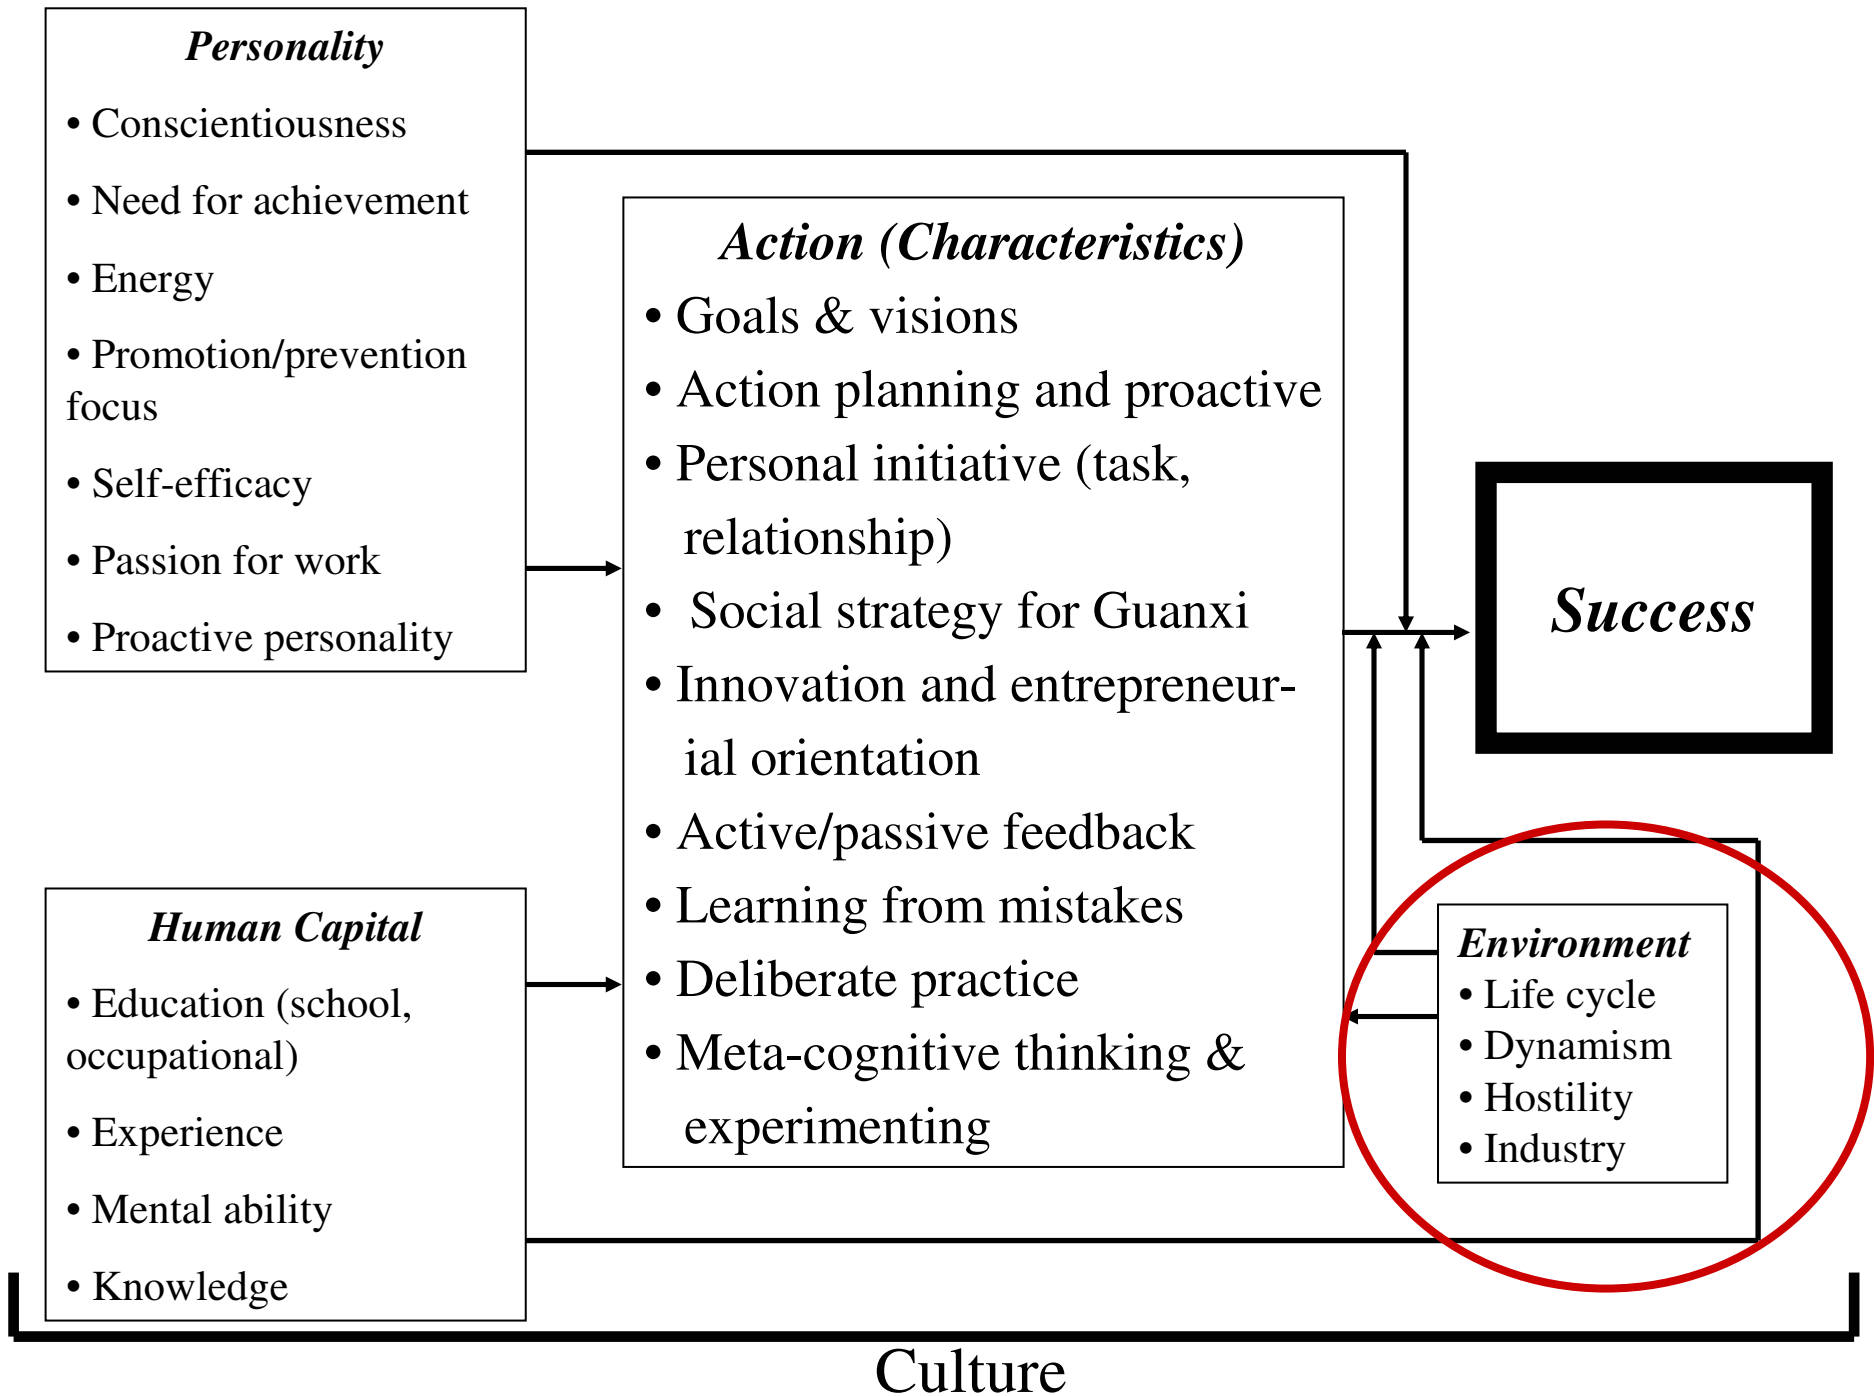 Personality
• Conscientiousness
• Need for achievement
• Energy
• Promotion/prevention
focus
• Self-efficacy
• Passion for work
• Proactive personality
Action (Characteristics)
• Goals & visions
• Action planning and proactive
• Personal initiative (task,
relationship)
• Social strategy for Guanxi
• Innovation and entrepreneur-
ial orientation
• Active/passive feedback
• Learning from mistakes
• Deliberate practice
• Meta-cognitive thinking &
experimenting
Success
Human Capital
• Education (school,
occupational)
• Experience
• Mental ability
• Knowledge
Environment
• Life cycle
• Dynamism
• Hostility
• Industry
Culture